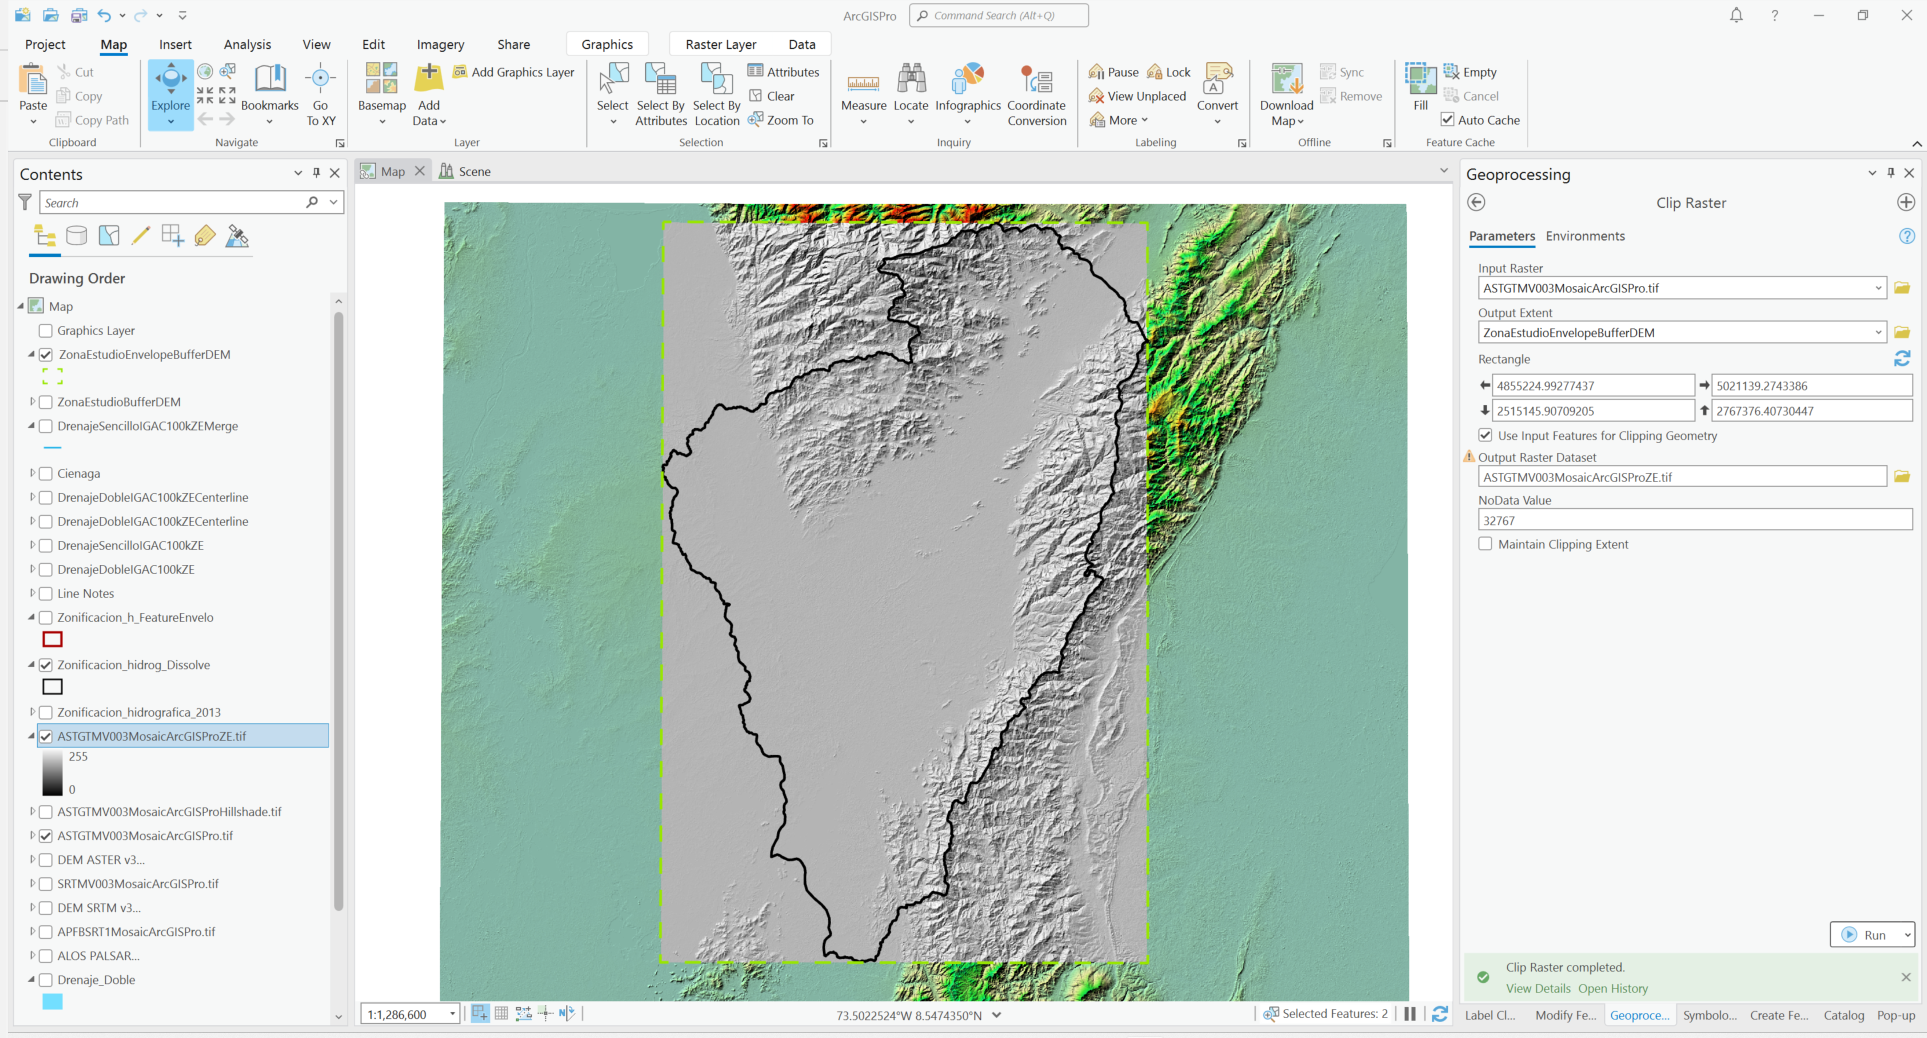 ArcGISPro
Command Search (Alt+Q)
Project Map Insert Analysis View Edit Imagery Share Graphics Raster Layer Data
Paste
Cut
Copy
Copy Path
Clipboard
Explore
Bookmarks
Go To XY
Navigate
Basemap
Add Data
Add Graphics Layer
Layer
Select
Select By Attributes
Select By Location
Attributes
Clear
Zoom To
Selection
Measure
Locate
Infographics
Coordinate Conversion
Inquiry
Pause
Lock
View Unplaced
More
Convert
Labeling
Download Map
Sync
Remove
Offline
Fill
Empty
Cancel
Auto Cache
Feature Cache
Contents
Search
Drawing Order
Map
Graphics Layer
ZonaEstudioEnvelopeBufferDEM
ZonaEstudioBufferDEM
DrenajeSencilloIGAC100kZEMerge
Cienaga
DrenajeDobleIGAC100kZECenterline
DrenajeDobleIGAC100kZECenterline
DrenajeSencilloIGAC100kZE
DrenajeDobleIGAC100kZE
Line Notes
Zonificacion_h_FeatureEnvelo
Zonificacion_hidrog_Dissolve
Zonificacion_hidrografica_2013
ASTGTMV003MosaicArcGISProZE.tif
255
0
ASTGTMV003MosaicArcGISProHillshade.tif
ASTGTMV003MosaicArcGISPro.tif
DEM ASTER v3...
SRTMV003MosaicArcGISPro.tif
DEM SRTM v3...
APFBSRT1MosaicArcGISPro.tif
ALOS PALSAR...
Drenaje_Doble
Map
Scene
1:1,286,600
73.5022524°W 8.5474350°N
Selected Features: 2
Geoprocessing
Clip Raster
Parameters Environments
Input Raster
ASTGTMV003MosaicArcGISPro.tif
Output Extent
ZonaEstudioEnvelopeBufferDEM
Rectangle
4855224.99277437 5021139.2743386
2515145.90709205 2767376.40730447
Use Input Features for Clipping Geometry
Output Raster Dataset
ASTGTMV003MosaicArcGISProZE.tif
NoData Value
32767
Maintain Clipping Extent
Run
Clip Raster completed.
View Details Open History
Label Cl... Modify Fe... Geoproce... Symbolo... Create Fe... Catalog Pop-up